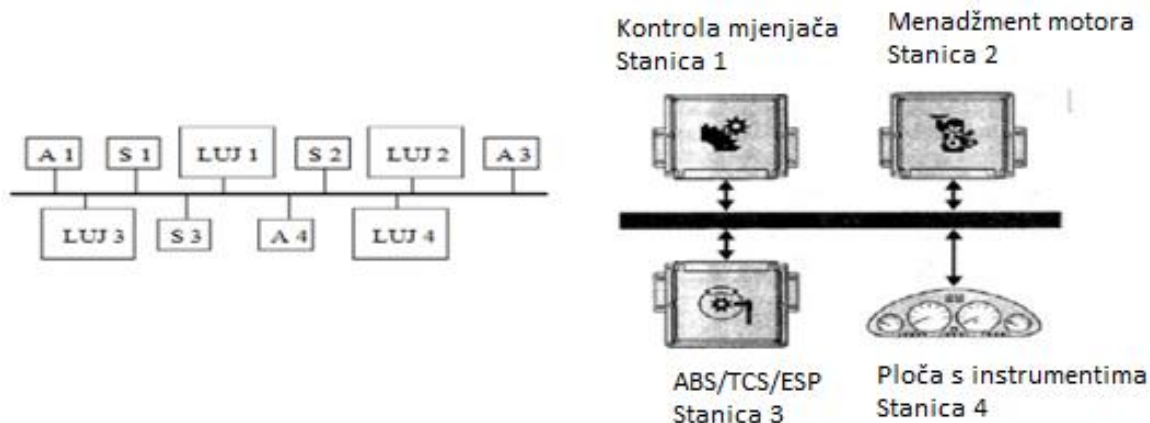 A 1
S 1
LUJ 1
S 2
LUJ 2
A 3
LUJ 3
S 3
A 4
LUJ 4
Kontrola mjenjača
Stanica 1
Menadžment motora
Stanica 2
ABS/TCS/ESP
Stanica 3
Ploča s instrumentima
Stanica 4